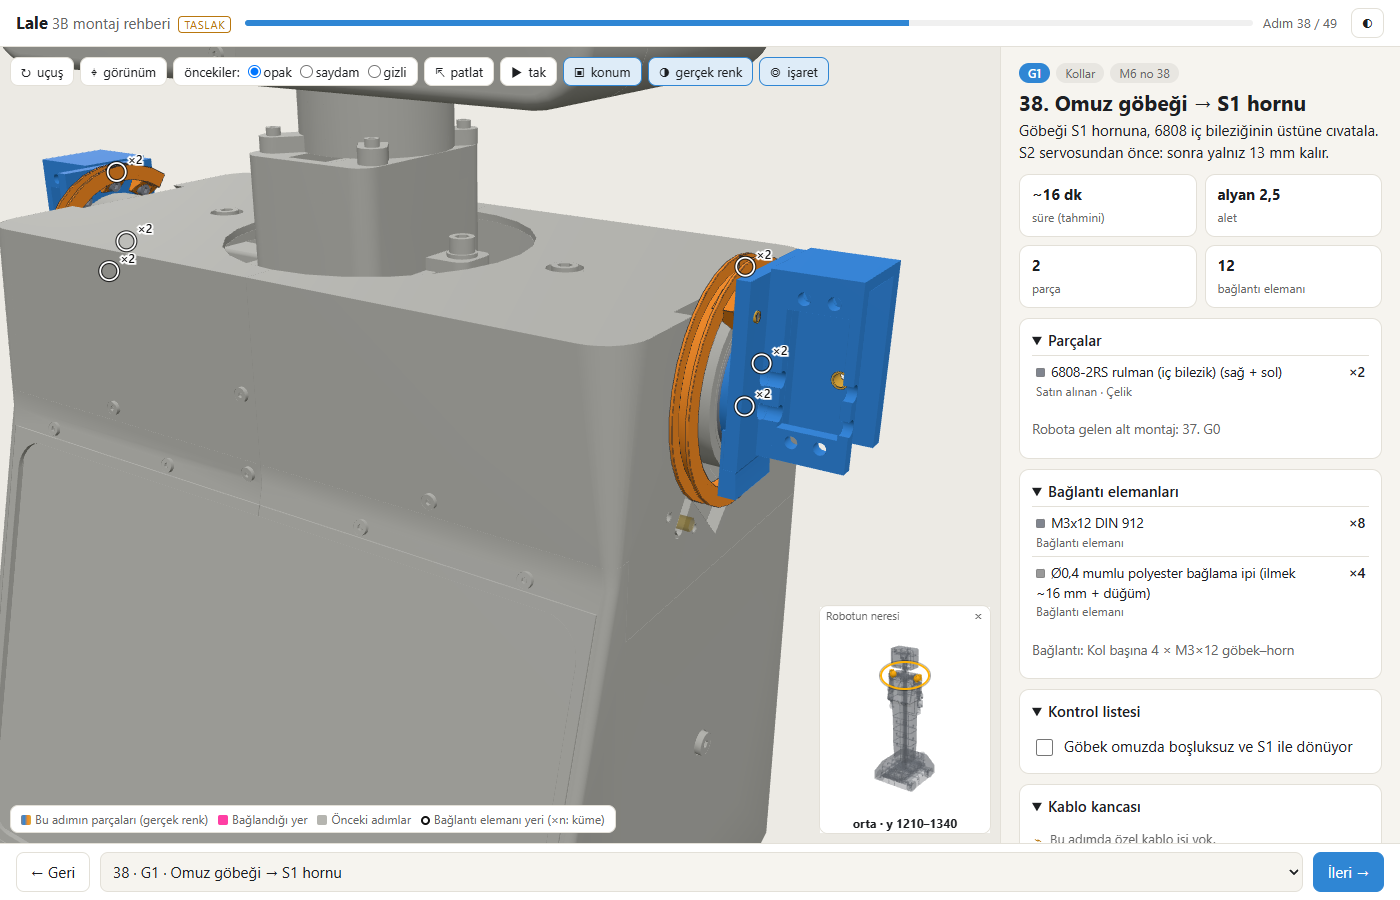 Lale 3B montaj rehberi TASLAK
Adım 38 / 49
↻ uçuş
⌖ görünüm
öncekiler: opak saydam gizli
⇱ patlat
▶ tak
▣ konum
◑ gerçek renk
◎ işaret
×2
×2
×2
×2
×2
×2
G1 Kollar M6 no 38
38. Omuz göbeği → S1 hornu
Göbeği S1 hornuna, 6808 iç bileziğinin üstüne cıvatala.
S2 servosundan önce: sonra yalnız 13 mm kalır.
~16 dk
süre (tahmini)
alyan 2,5
alet
2
parça
12
bağlantı elemanı
▼ Parçalar
6808-2RS rulman (iç bilezik) (sağ + sol) ×2
Satın alınan · Çelik
Robota gelen alt montaj: 37. G0
▼ Bağlantı elemanları
M3x12 DIN 912 ×8
Bağlantı elemanı
Ø0,4 mumlu polyester bağlama ipi (ilmek ×4
~16 mm + düğüm)
Bağlantı elemanı
Bağlantı: Kol başına 4 × M3×12 göbek–horn
▼ Kontrol listesi
Göbek omuzda boşluksuz ve S1 ile dönüyor
▼ Kablo kancası
Bu adımda özel kablo işi yok.
Robotun neresi ×
orta · y 1210–1340
Bu adımın parçaları (gerçek renk) Bağlandığı yer Önceki adımlar Bağlantı elemanı yeri (×n: küme)
← Geri
38 · G1 · Omuz göbeği → S1 hornu
İleri →